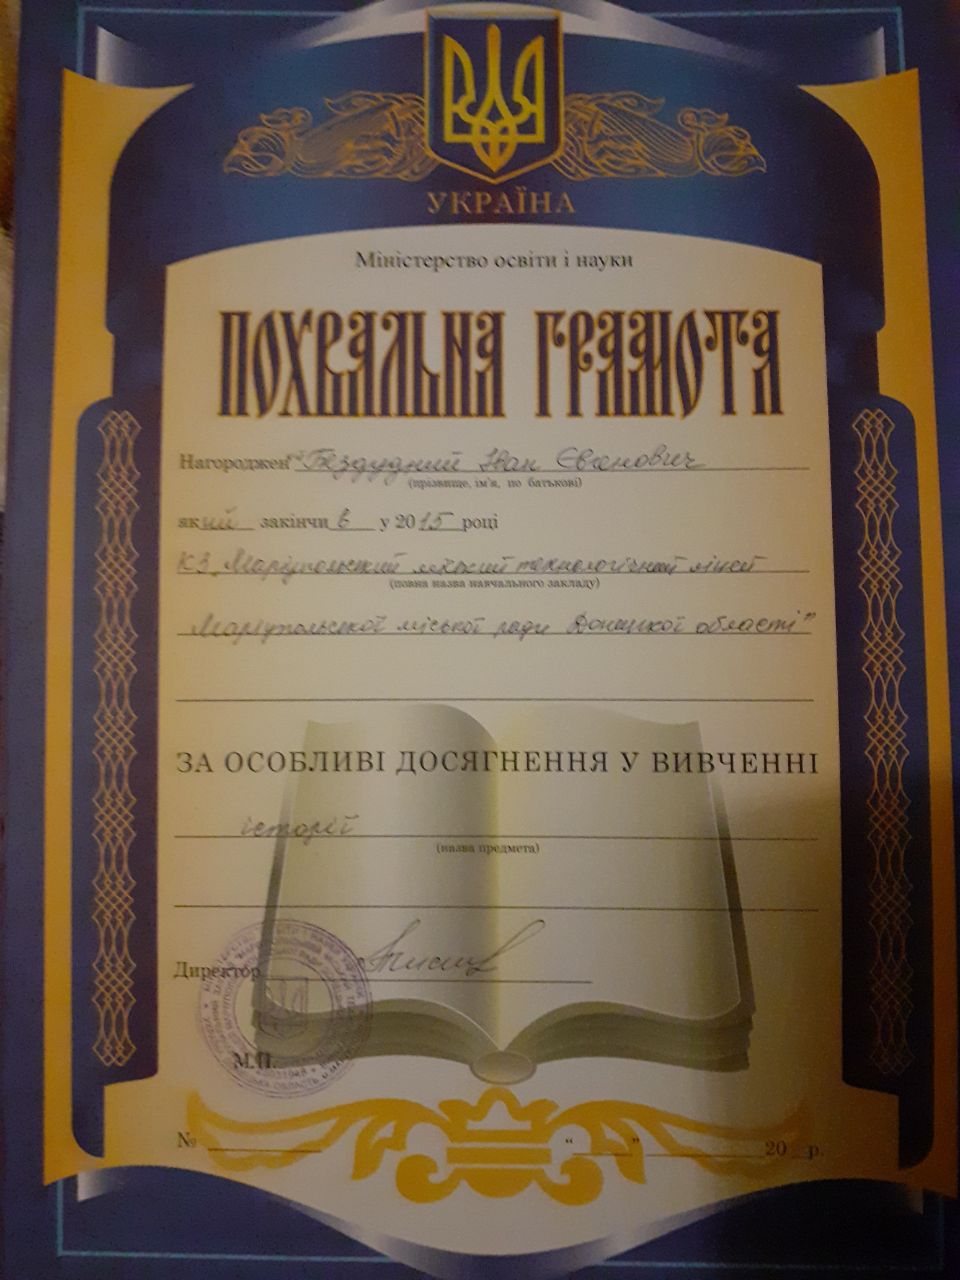 УКРАЇНА
Міністерство освіти і науки
ПОХВАЛЬНА ГРАМОТА
Нагороджен Бездудний Іван Євгенович
(прізвище, ім'я, по батькові)
який закінчив у 2015 році
КЗ „Маріупольський міський технологічний ліцей
(повна назва навчального закладу)
Маріупольської міської ради Донецької області"
ЗА ОСОБЛИВІ ДОСЯГНЕННЯ У ВИВЧЕННІ
історії
(назва предмета)
Директор
М.П.
№ “ ” 20 р.